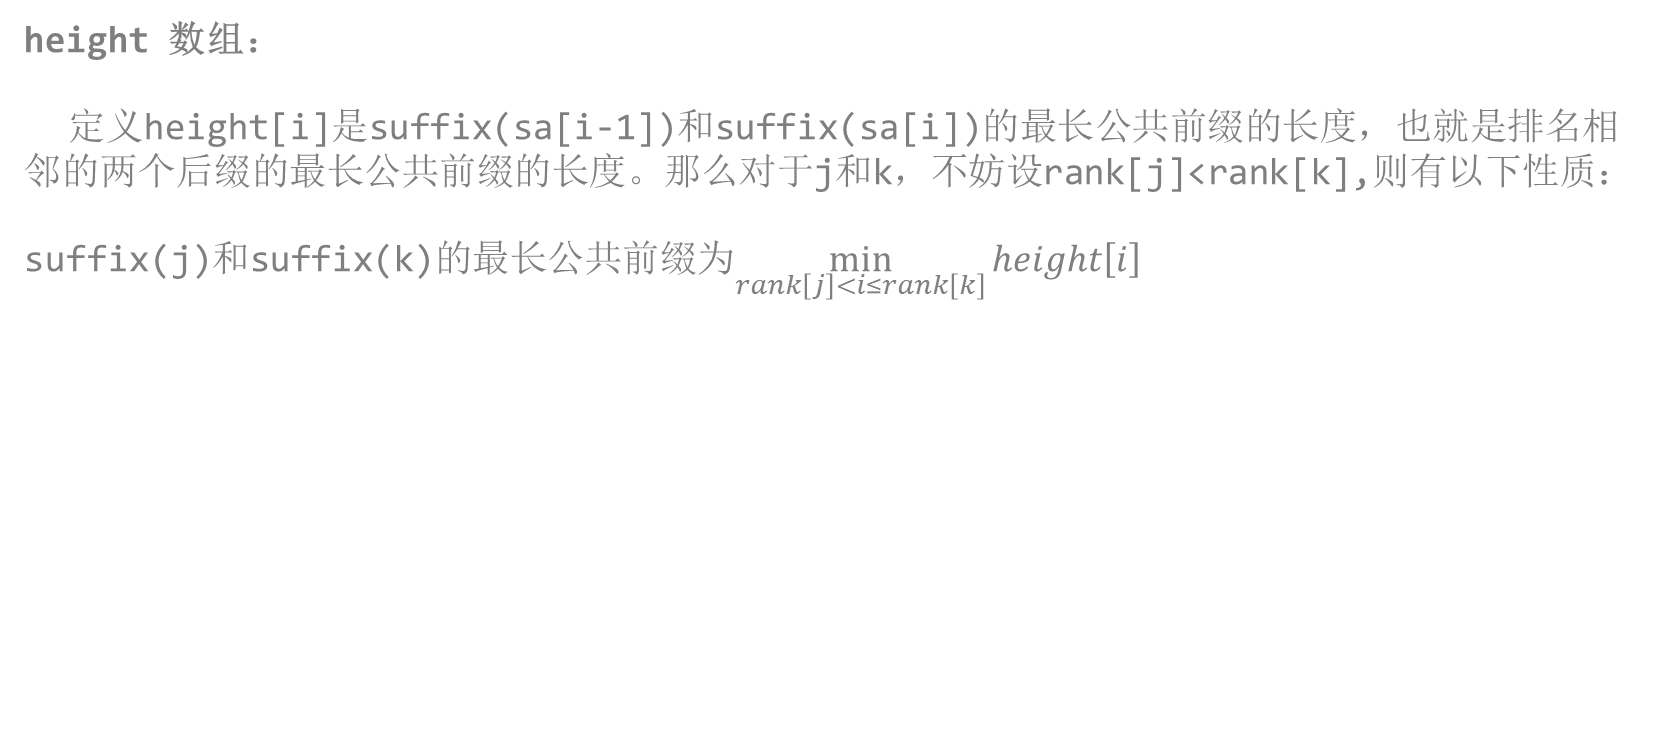 height 数组：
定义height[i]是suffix(sa[i-1])和suffix(sa[i])的最长公共前缀的长度，也就是排名相
邻的两个后缀的最长公共前缀的长度。那么对于j和k，不妨设rank[j]<rank[k],则有以下性质：
suffix(j)和suffix(k)的最长公共前缀为 min height[i]
rank[j]<i≤rank[k]